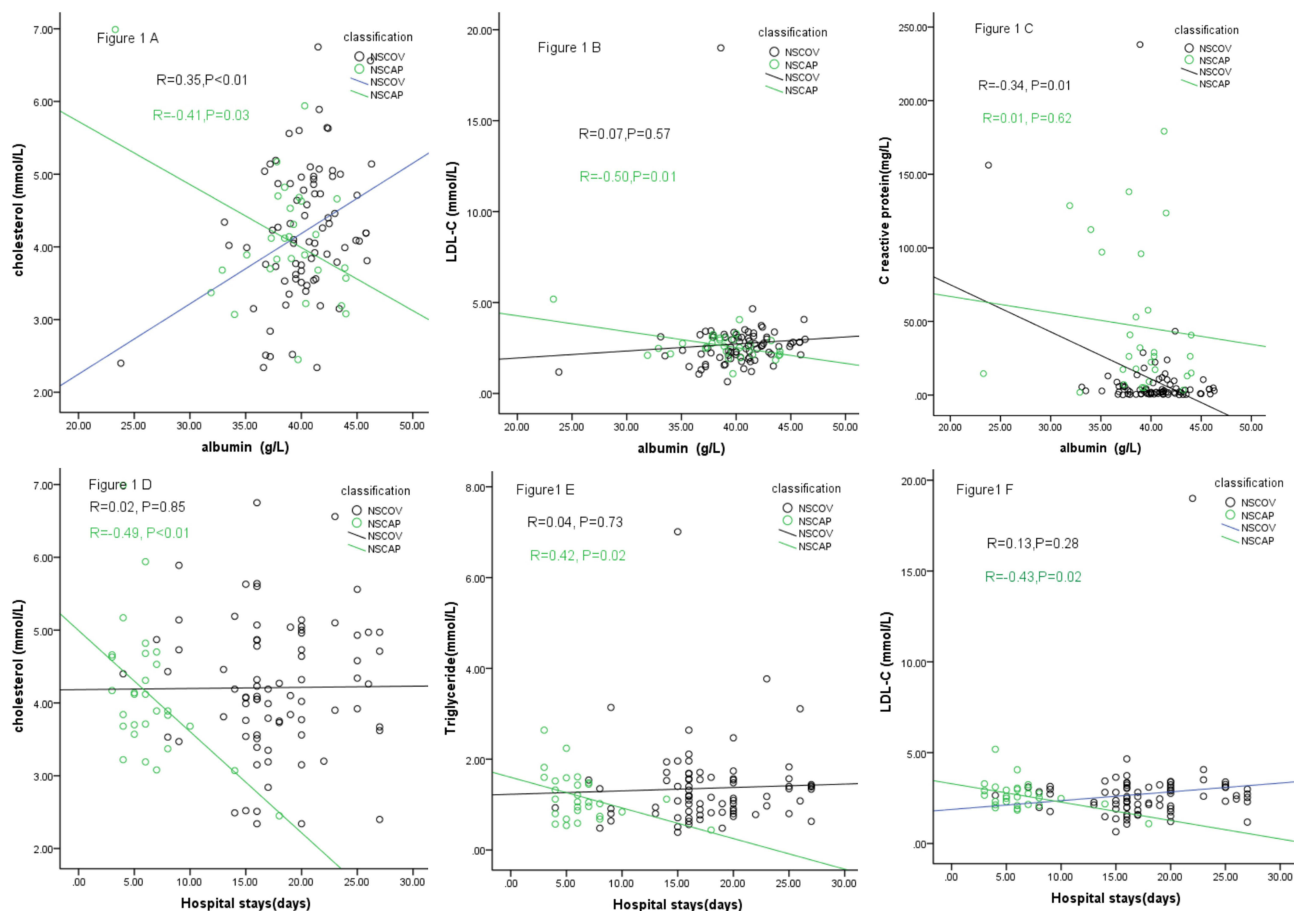 Figure 1 A
classification
NSCOV
NSCAP
NSCOV
NSCAP
R=0.35,P<0.01
R=-0.41,P=0.03
7.00
6.00
5.00
4.00
3.00
2.00
cholesterol (mmol/L)
20.00 25.00 30.00 35.00 40.00 45.00 50.00
albumin (g/L)
Figure 1 B
classification
NSCOV
NSCAP
NSCOV
NSCAP
R=0.07,P=0.57
R=-0.50,P=0.01
20.00
15.00
10.00
5.00
.00
LDL-C (mmol/L)
20.00 25.00 30.00 35.00 40.00 45.00 50.00
albumin (g/L)
Figure 1 C
classification
NSCOV
NSCAP
NSCOV
NSCAP
R=-0.34, P=0.01
R=0.01, P=0.62
250.00
200.00
150.00
100.00
50.00
.00
C reactive protein(mg/L)
20.00 25.00 30.00 35.00 40.00 45.00 50.00
albumin (g/L)
Figure 1 D
classification
NSCOV
NSCAP
NSCOV
NSCAP
R=0.02, P=0.85
R=-0.49, P<0.01
7.00
6.00
5.00
4.00
3.00
2.00
cholesterol (mmol/L)
.00 5.00 10.00 15.00 20.00 25.00 30.00
Hospital stays(days)
Figure1 E
classification
NSCOV
NSCAP
NSCOV
NSCAP
R=0.04, P=0.73
R=0.42, P=0.02
8.00
6.00
4.00
2.00
.00
Triglyceride(mmol/L)
.00 5.00 10.00 15.00 20.00 25.00 30.00
Hospital stays(days)
Figure1 F
classification
NSCOV
NSCAP
NSCOV
NSCAP
R=0.13,P=0.28
R=-0.43,P=0.02
20.00
15.00
10.00
5.00
.00
LDL-C (mmol/L)
.00 5.00 10.00 15.00 20.00 25.00 30.00
Hospital stays(days)